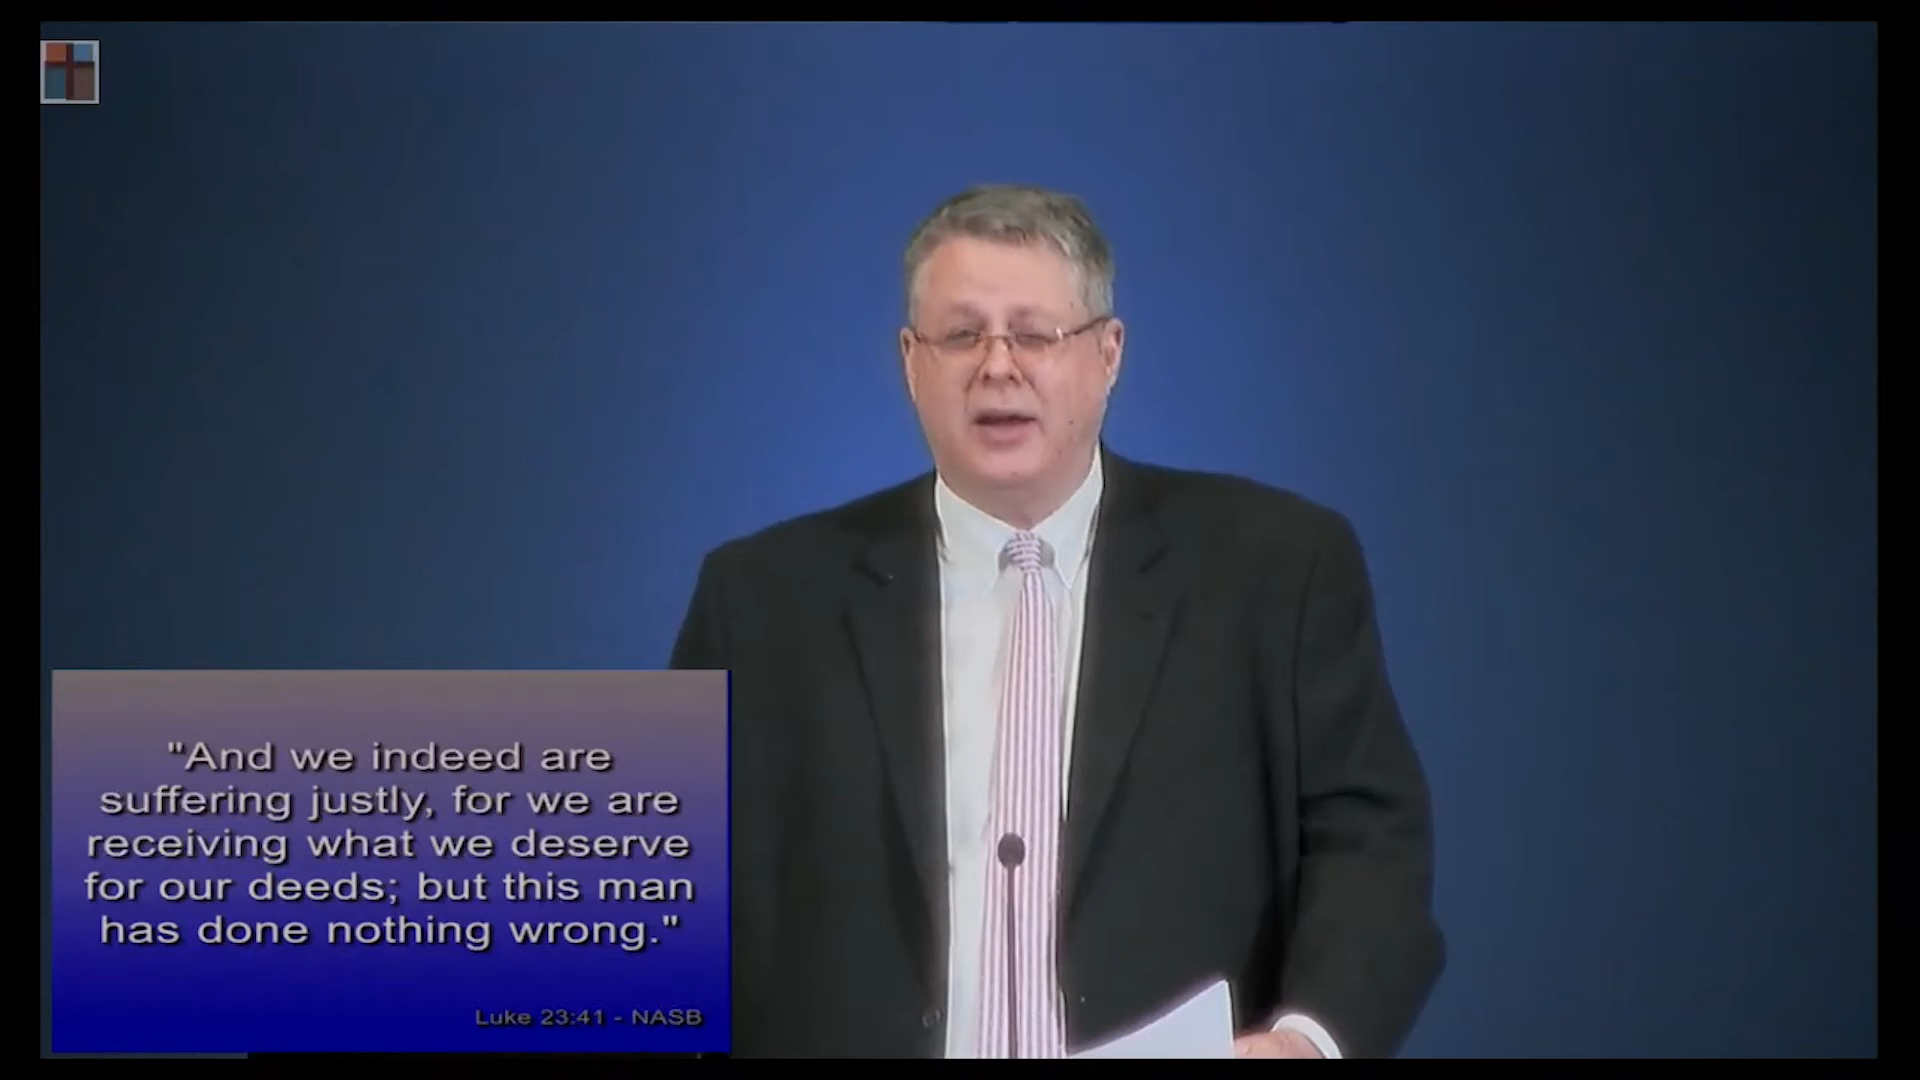 "And we indeed are
suffering justly, for we are
receiving what we deserve
for our deeds; but this man
has done nothing wrong."
Luke 23:41 - NASB